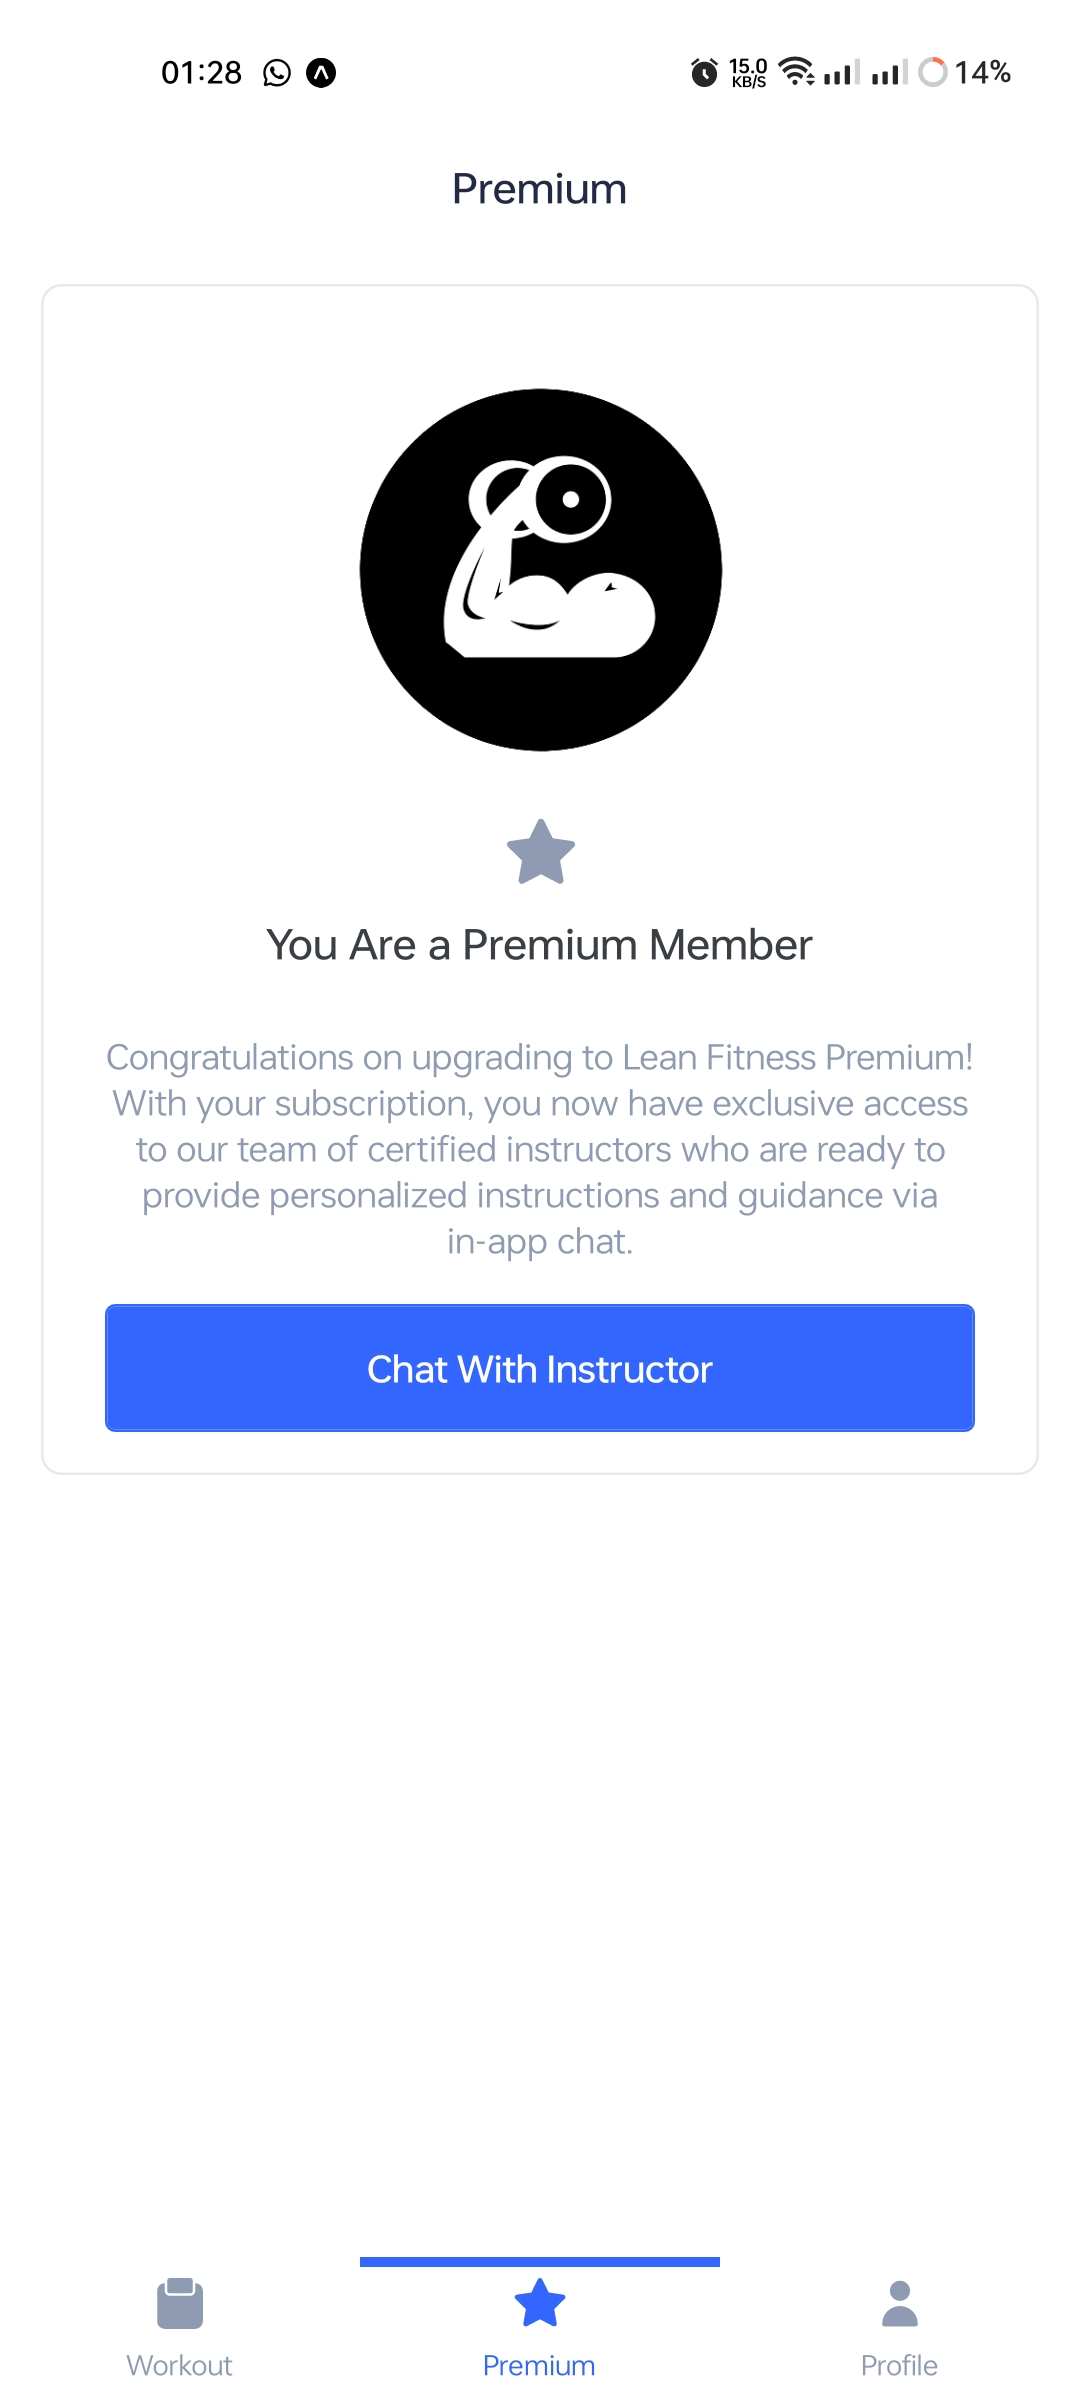 01:28
15.0
KB/S
14%
Premium
You Are a Premium Member
Congratulations on upgrading to Lean Fitness Premium!
With your subscription, you now have exclusive access
to our team of certified instructors who are ready to
provide personalized instructions and guidance via
in-app chat.
Chat With Instructor
Workout
Premium
Profile